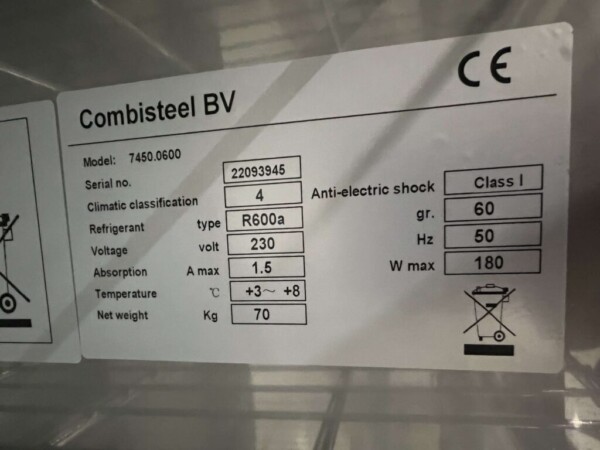 CE
Combisteel BV
Model: 7450.0600
Serial no. 22093945
Climatic classification 4 Anti-electric shock Class I
Refrigerant type R600a gr. 60
Voltage volt 230 Hz 50
Absorption A max 1.5 W max 180
Temperature °C +3~ +8
Net weight Kg 70